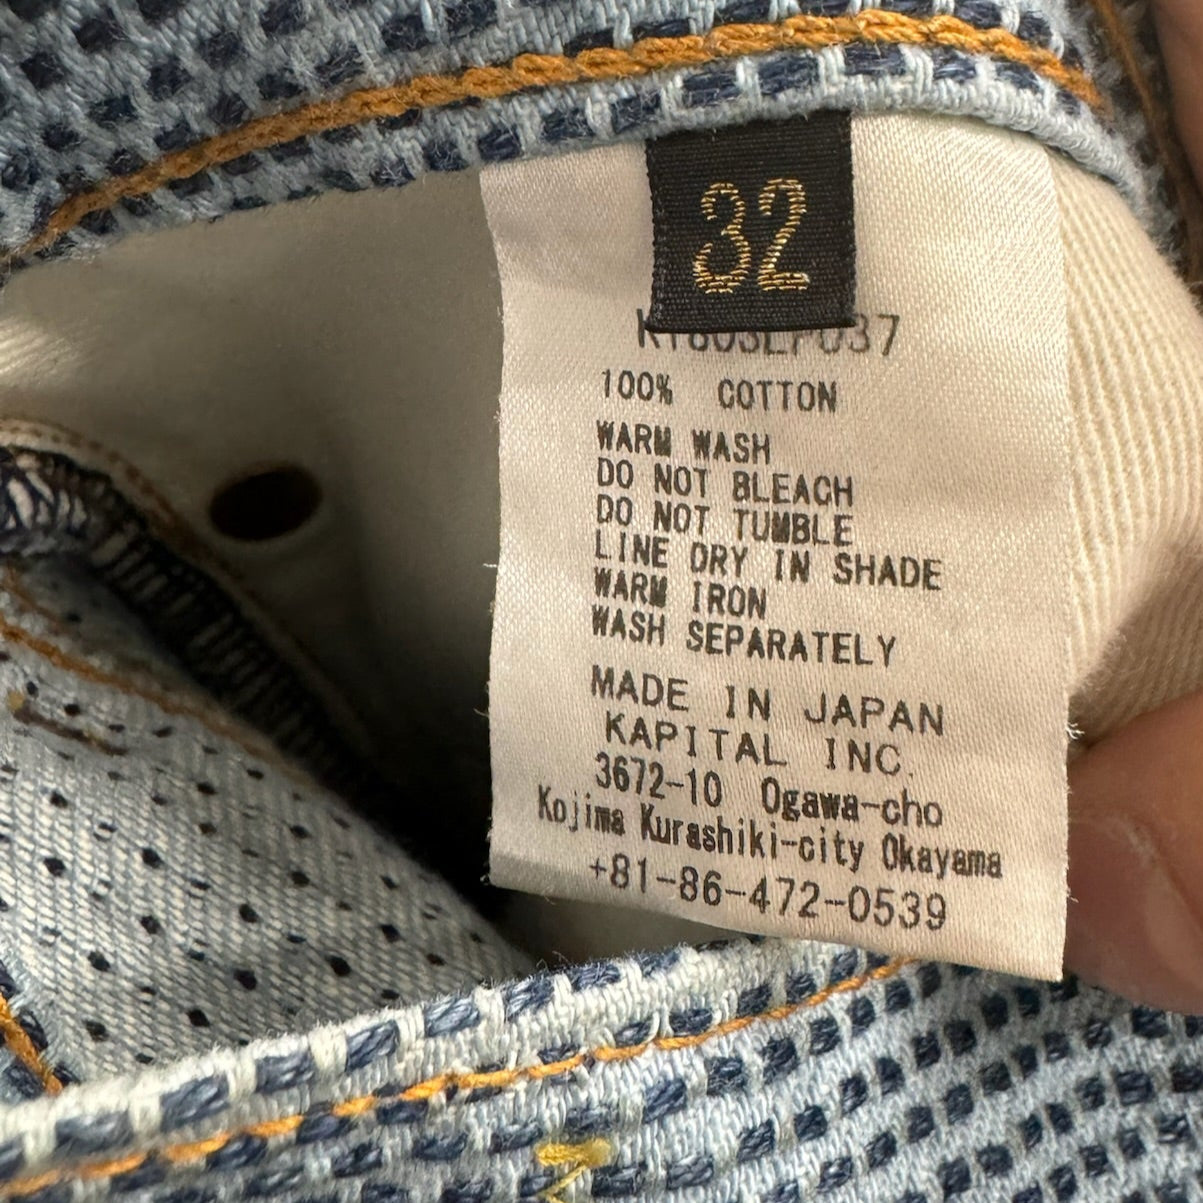 32
100% COTTON
WARM WASH
DO NOT BLEACH
DO NOT TUMBLE
LINE DRY IN SHADE
WARM IRON
WASH SEPARATELY
MADE IN JAPAN
KAPITAL INC.
3672-10 Ogawa-cho
Kojima Kurashiki-city Okayama
+81-86-472-0539